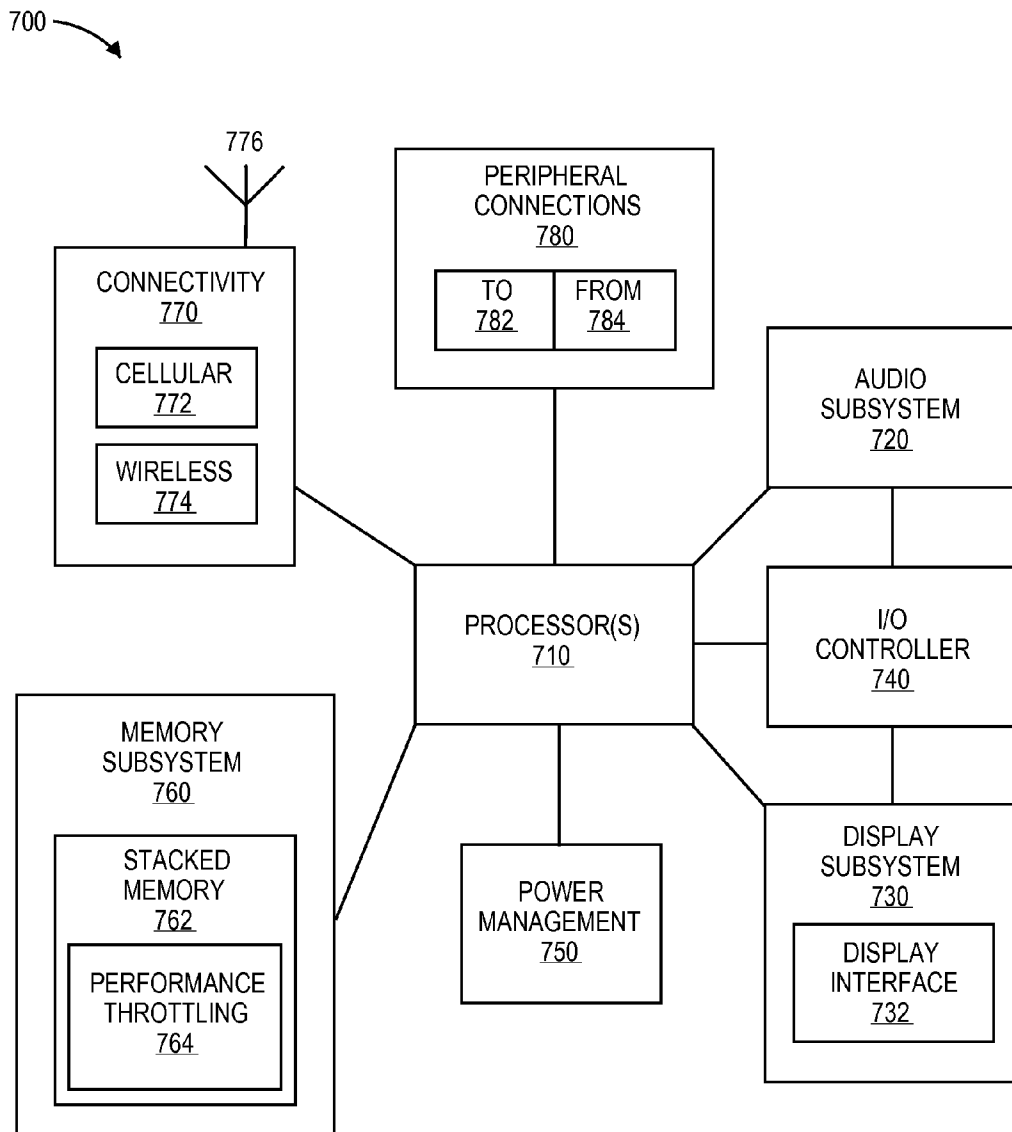 700
776
PERIPHERAL
CONNECTIONS
780
TO
782
FROM
784
CONNECTIVITY
770
CELLULAR
772
WIRELESS
774
AUDIO
SUBSYSTEM
720
PROCESSOR(S)
710
I/O
CONTROLLER
740
MEMORY
SUBSYSTEM
760
STACKED
MEMORY
762
PERFORMANCE
THROTTLING
764
POWER
MANAGEMENT
750
DISPLAY
SUBSYSTEM
730
DISPLAY
INTERFACE
732